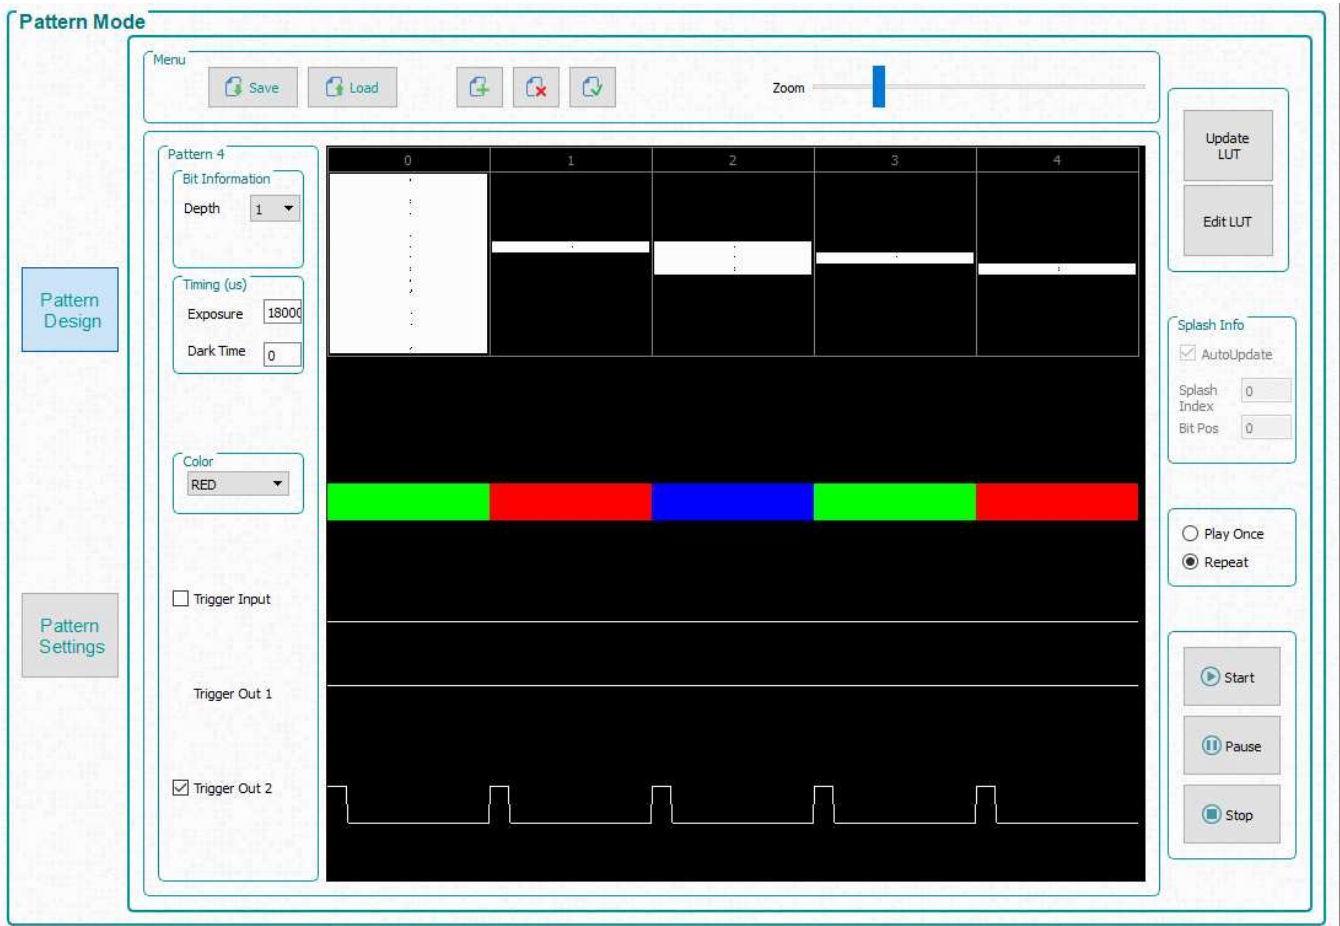 Pattern Mode
Menu
Save
Load
Zoom
Update
LUT
Edit LUT
Pattern 4
Bit Information
Depth 1
Timing (us)
Exposure 18000
Dark Time 0
0 1 2 3 4
Pattern
Design
Splash Info
AutoUpdate
Splash
Index
0
Bit Pos 0
Color
RED
Play Once
Repeat
Trigger Input
Pattern
Settings
Trigger Out 1
Trigger Out 2
Start
Pause
Stop